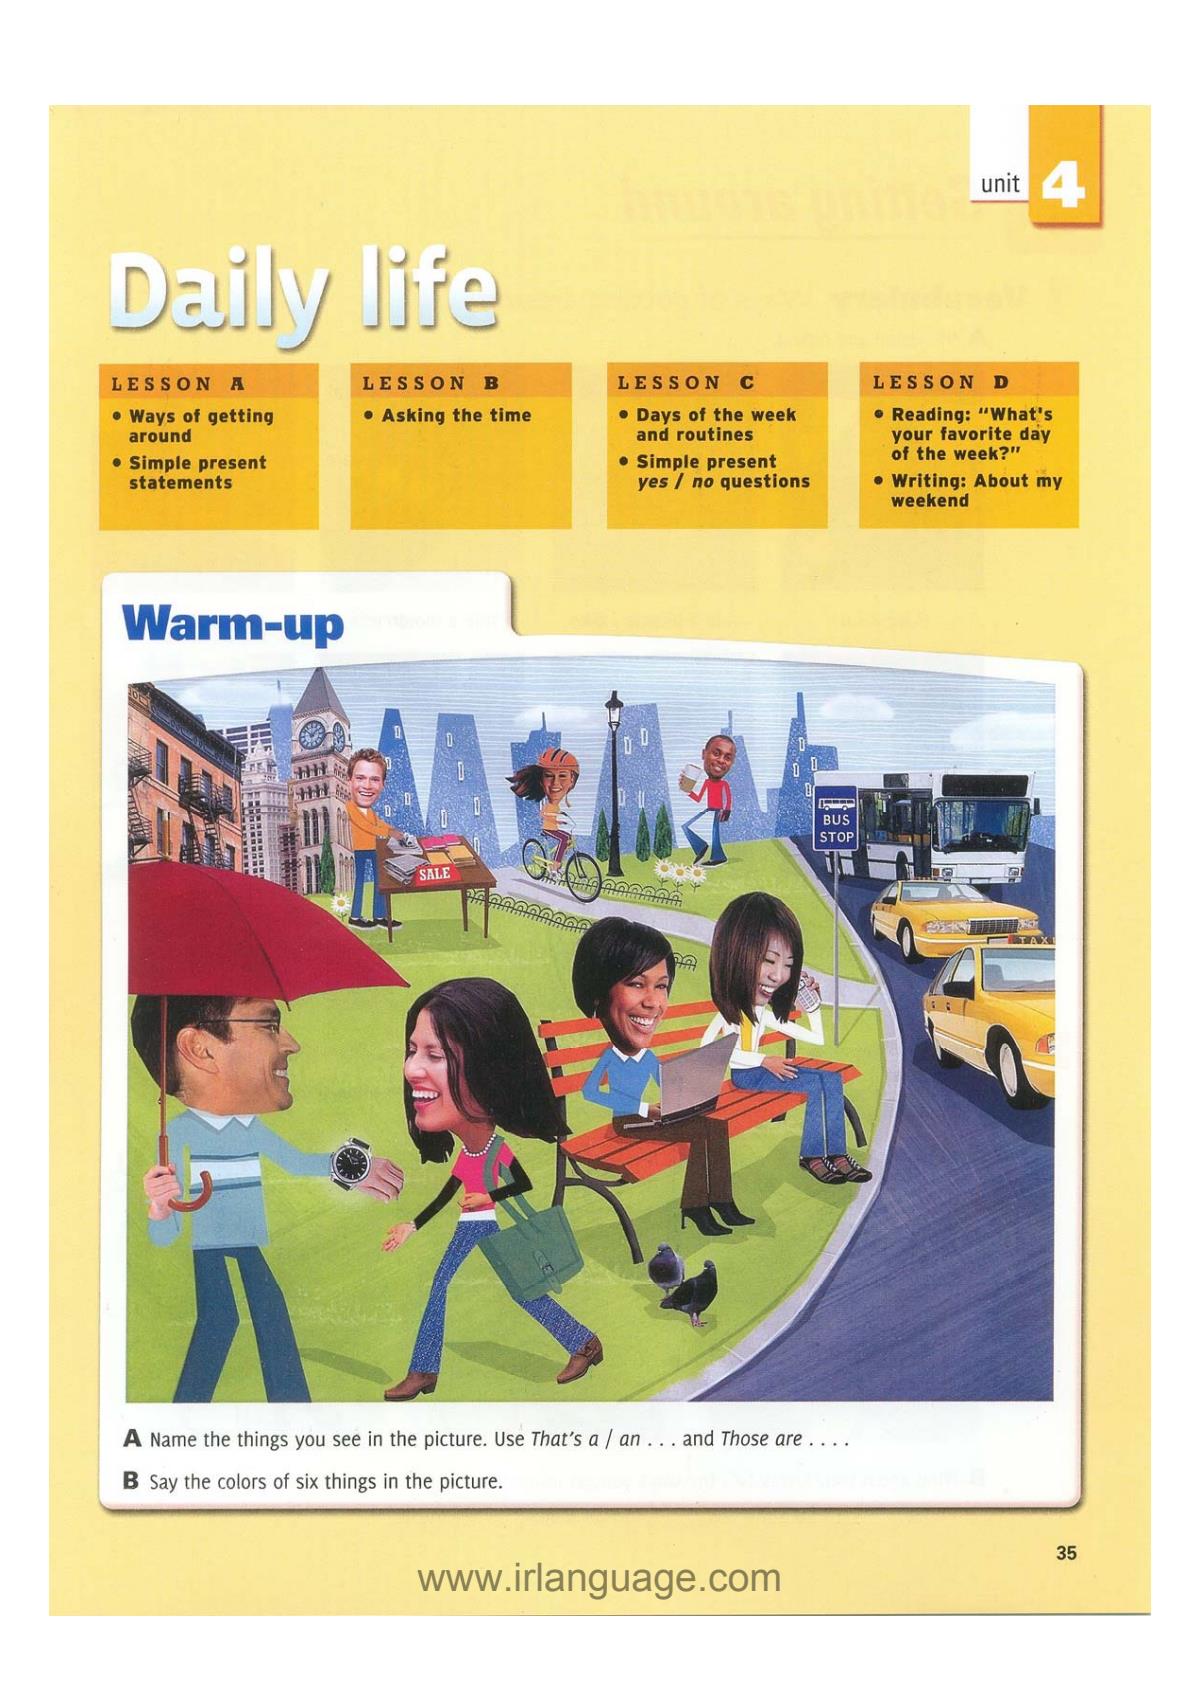 unit 4
Daily life
LESSON A
• Ways of getting
around
• Simple present
statements
LESSON B
• Asking the time
LESSON C
• Days of the week
and routines
• Simple present
yes / no questions
LESSON D
• Reading: “What's
your favorite day
of the week?”
• Writing: About my
weekend
Warm-up
BUS
STOP
SALE
TAXI
A Name the things you see in the picture. Use That's a / an . . . and Those are . . . .
B Say the colors of six things in the picture.
35
www.irlanguage.com